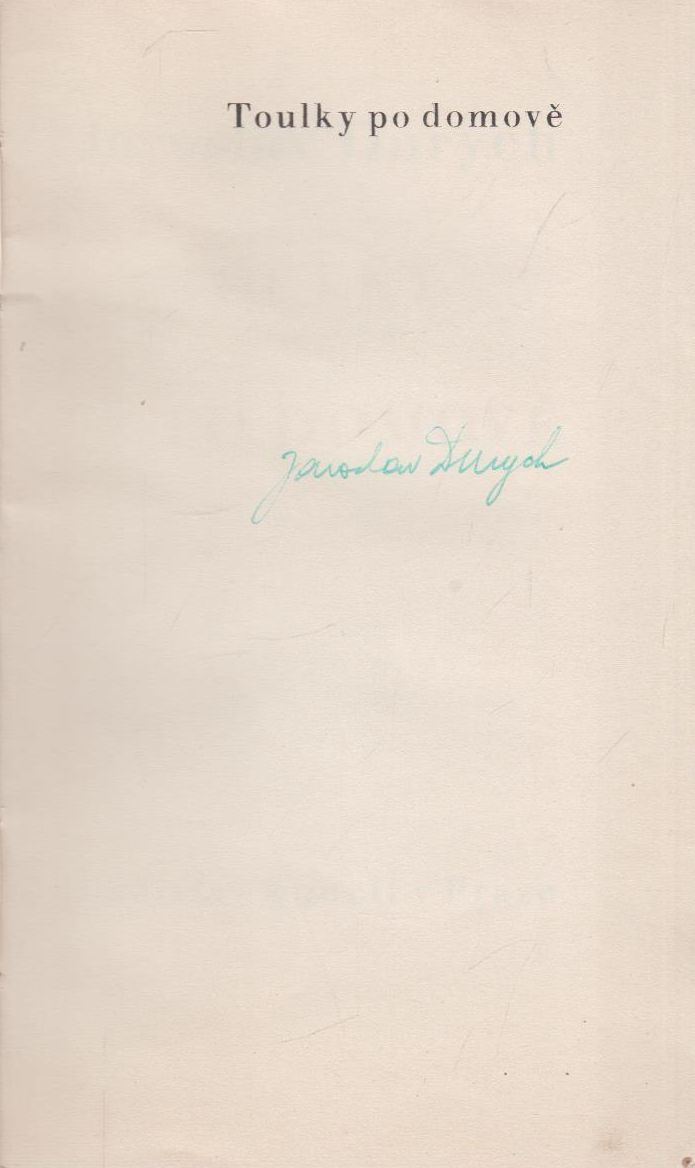 Toulky po domově
Jaroslav Durych